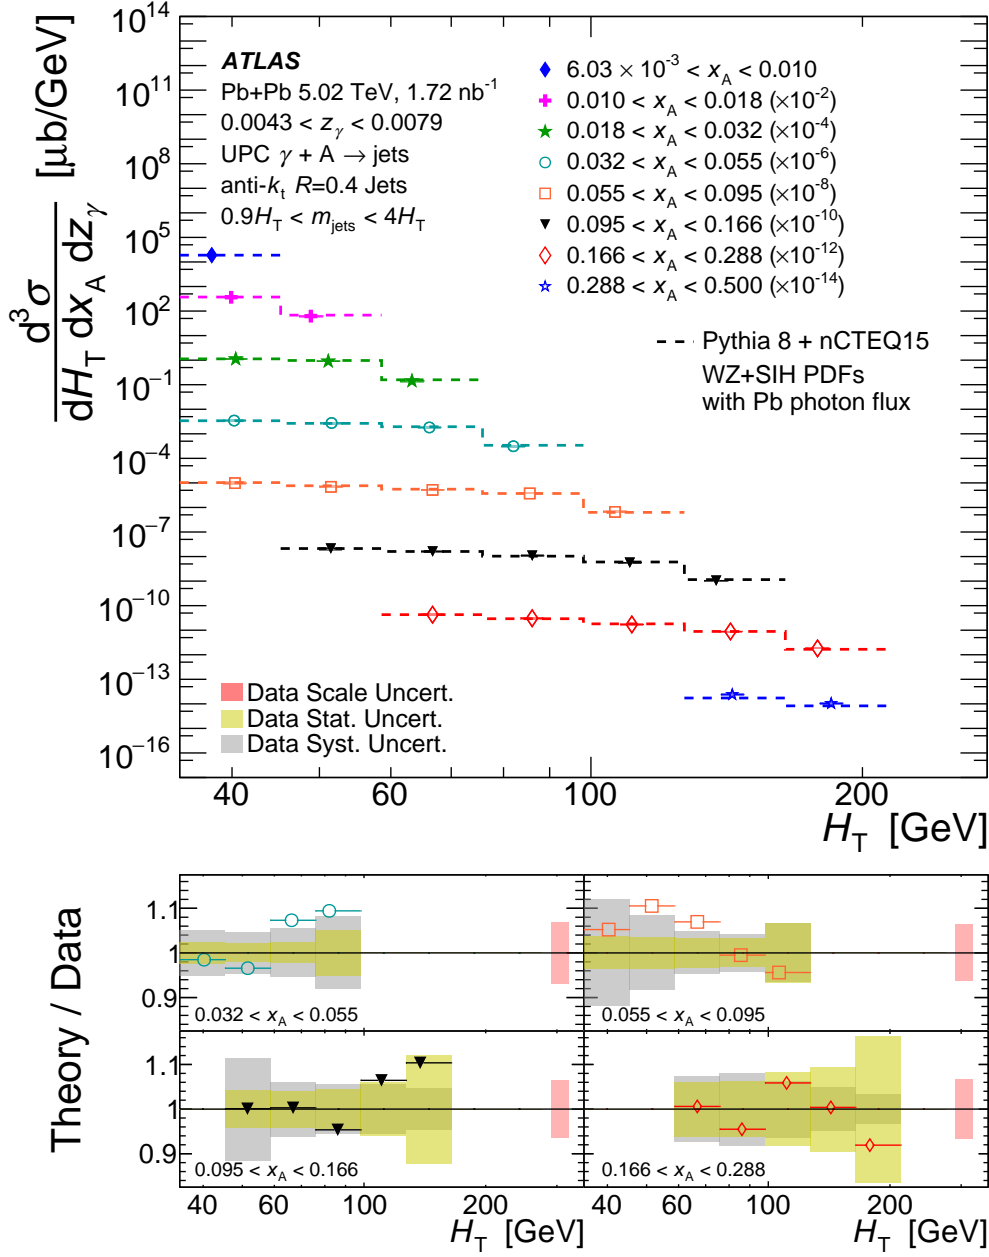 10¹⁴
10¹¹
10⁸
10⁵
10²
10⁻¹
10⁻⁴
10⁻⁷
10⁻¹⁰
10⁻¹³
10⁻¹⁶
d³σ / dH_T dx_A dz_γ [μb/GeV]
ATLAS
Pb+Pb 5.02 TeV, 1.72 nb⁻¹
0.0043 < z_γ < 0.0079
UPC γ + A → jets
anti-k_t R=0.4 Jets
0.9H_T < m_jets < 4H_T
6.03 × 10⁻³ < x_A < 0.010
0.010 < x_A < 0.018 (×10⁻²)
0.018 < x_A < 0.032 (×10⁻⁴)
0.032 < x_A < 0.055 (×10⁻⁶)
0.055 < x_A < 0.095 (×10⁻⁸)
0.095 < x_A < 0.166 (×10⁻¹⁰)
0.166 < x_A < 0.288 (×10⁻¹²)
0.288 < x_A < 0.500 (×10⁻¹⁴)
Pythia 8 + nCTEQ15
WZ+SIH PDFs
with Pb photon flux
Data Scale Uncert.
Data Stat. Uncert.
Data Syst. Uncert.
40 60 100 200
H_T [GeV]
Theory / Data
1.1
1
0.9
0.032 < x_A < 0.055
0.055 < x_A < 0.095
1.1
1
0.9
0.095 < x_A < 0.166
0.166 < x_A < 0.288
40 60 100 200
40 60 100 200
H_T [GeV]
H_T [GeV]